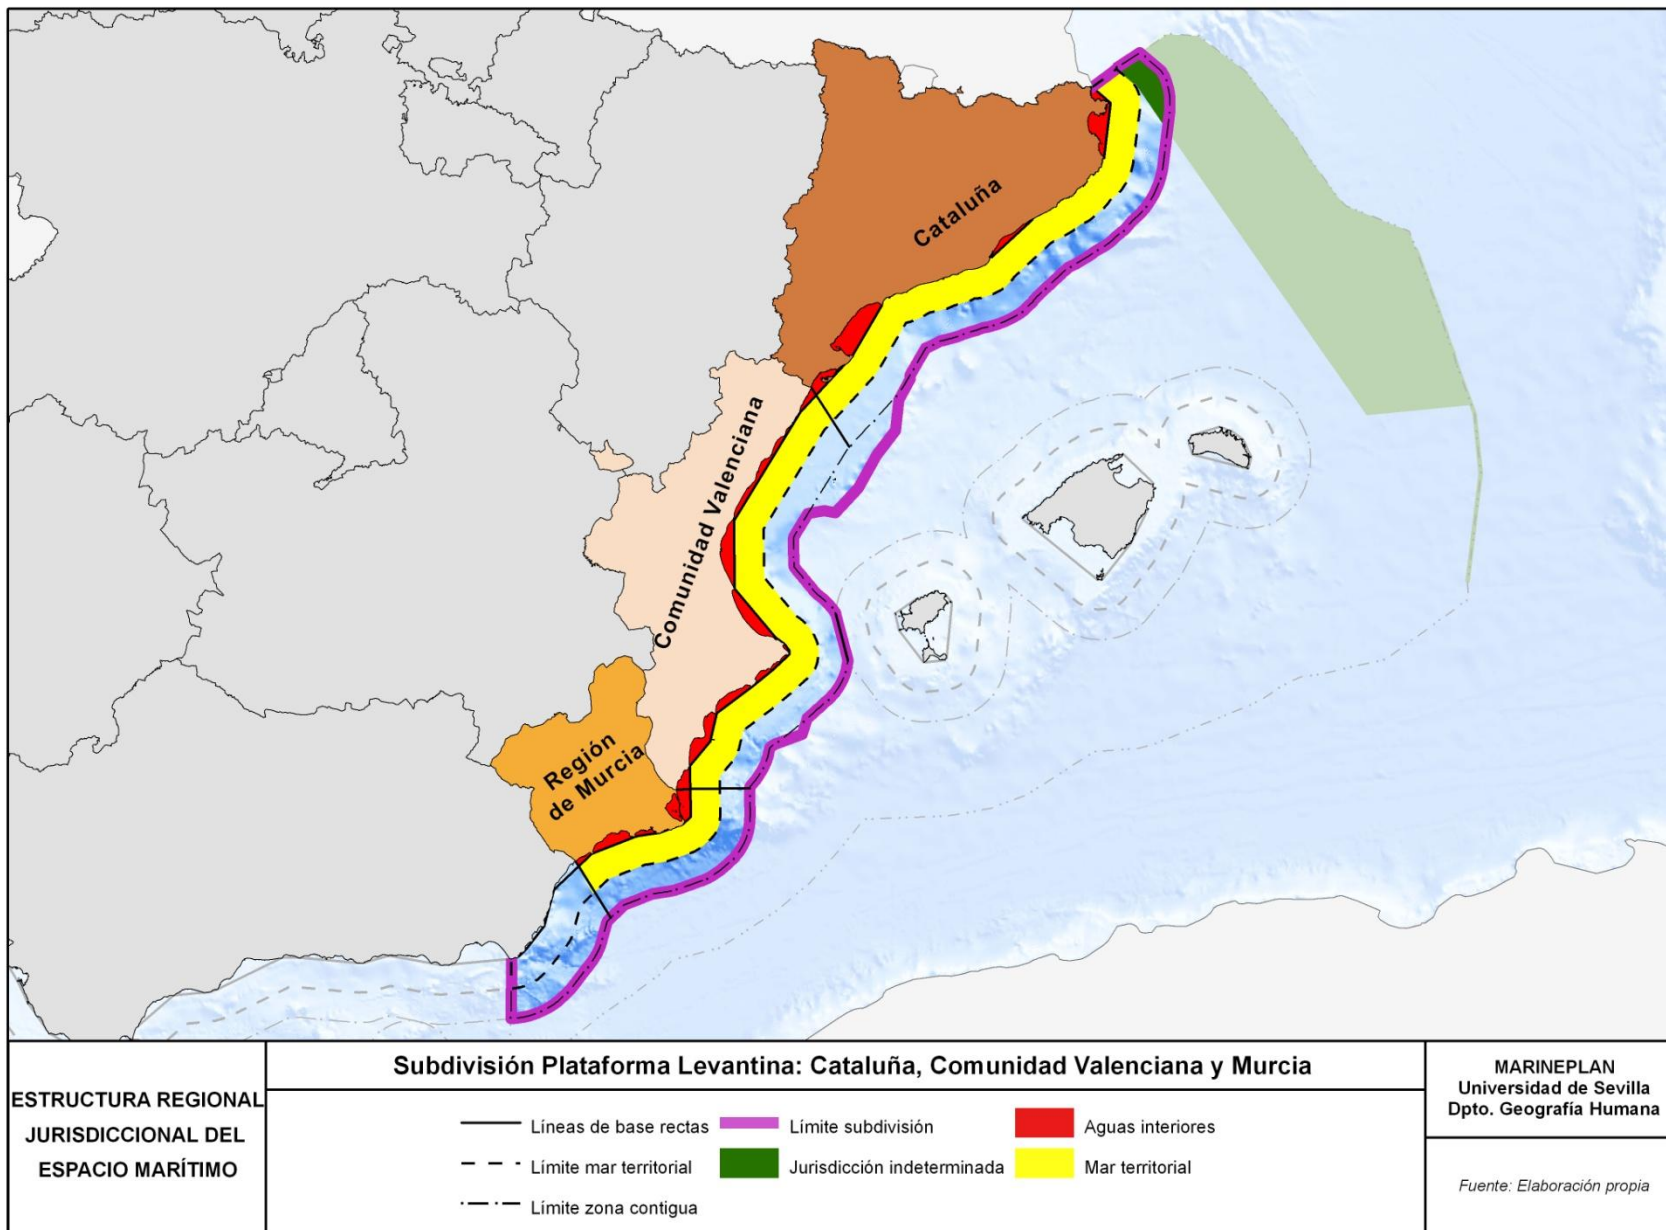 Cataluña
Comunidad Valenciana
Región
de Murcia
ESTRUCTURA REGIONAL
JURISDICCIONAL DEL
ESPACIO MARÍTIMO
Subdivisión Plataforma Levantina: Cataluña, Comunidad Valenciana y Murcia
Líneas de base rectas
Límite subdivisión
Aguas interiores
Límite mar territorial
Jurisdicción indeterminada
Mar territorial
Límite zona contigua
MARINEPLAN
Universidad de Sevilla
Dpto. Geografía Humana
Fuente: Elaboración propia